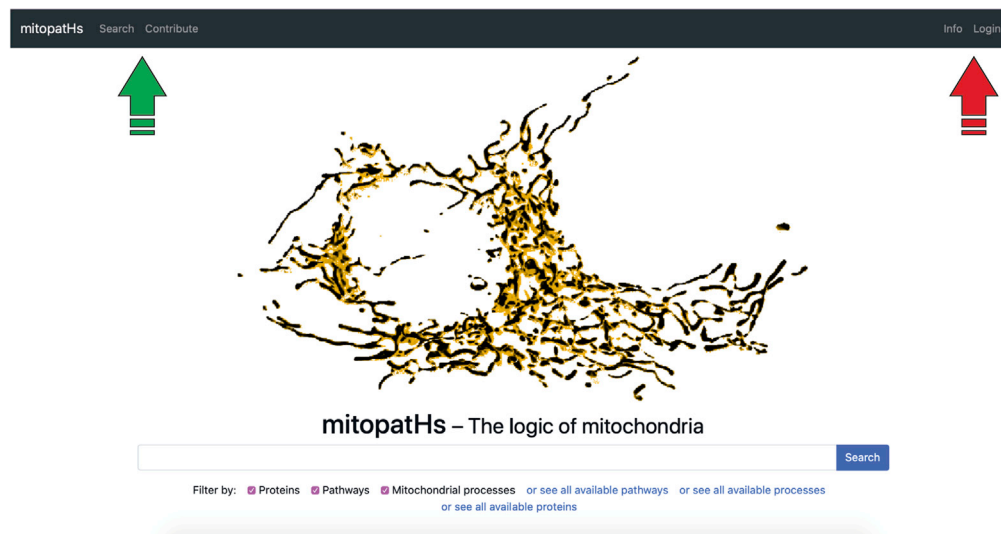 mitopatHs Search Contribute Info Login
mitopatHs – The logic of mitochondria
Search
Filter by: Proteins Pathways Mitochondrial processes or see all available pathways or see all available processes
or see all available proteins